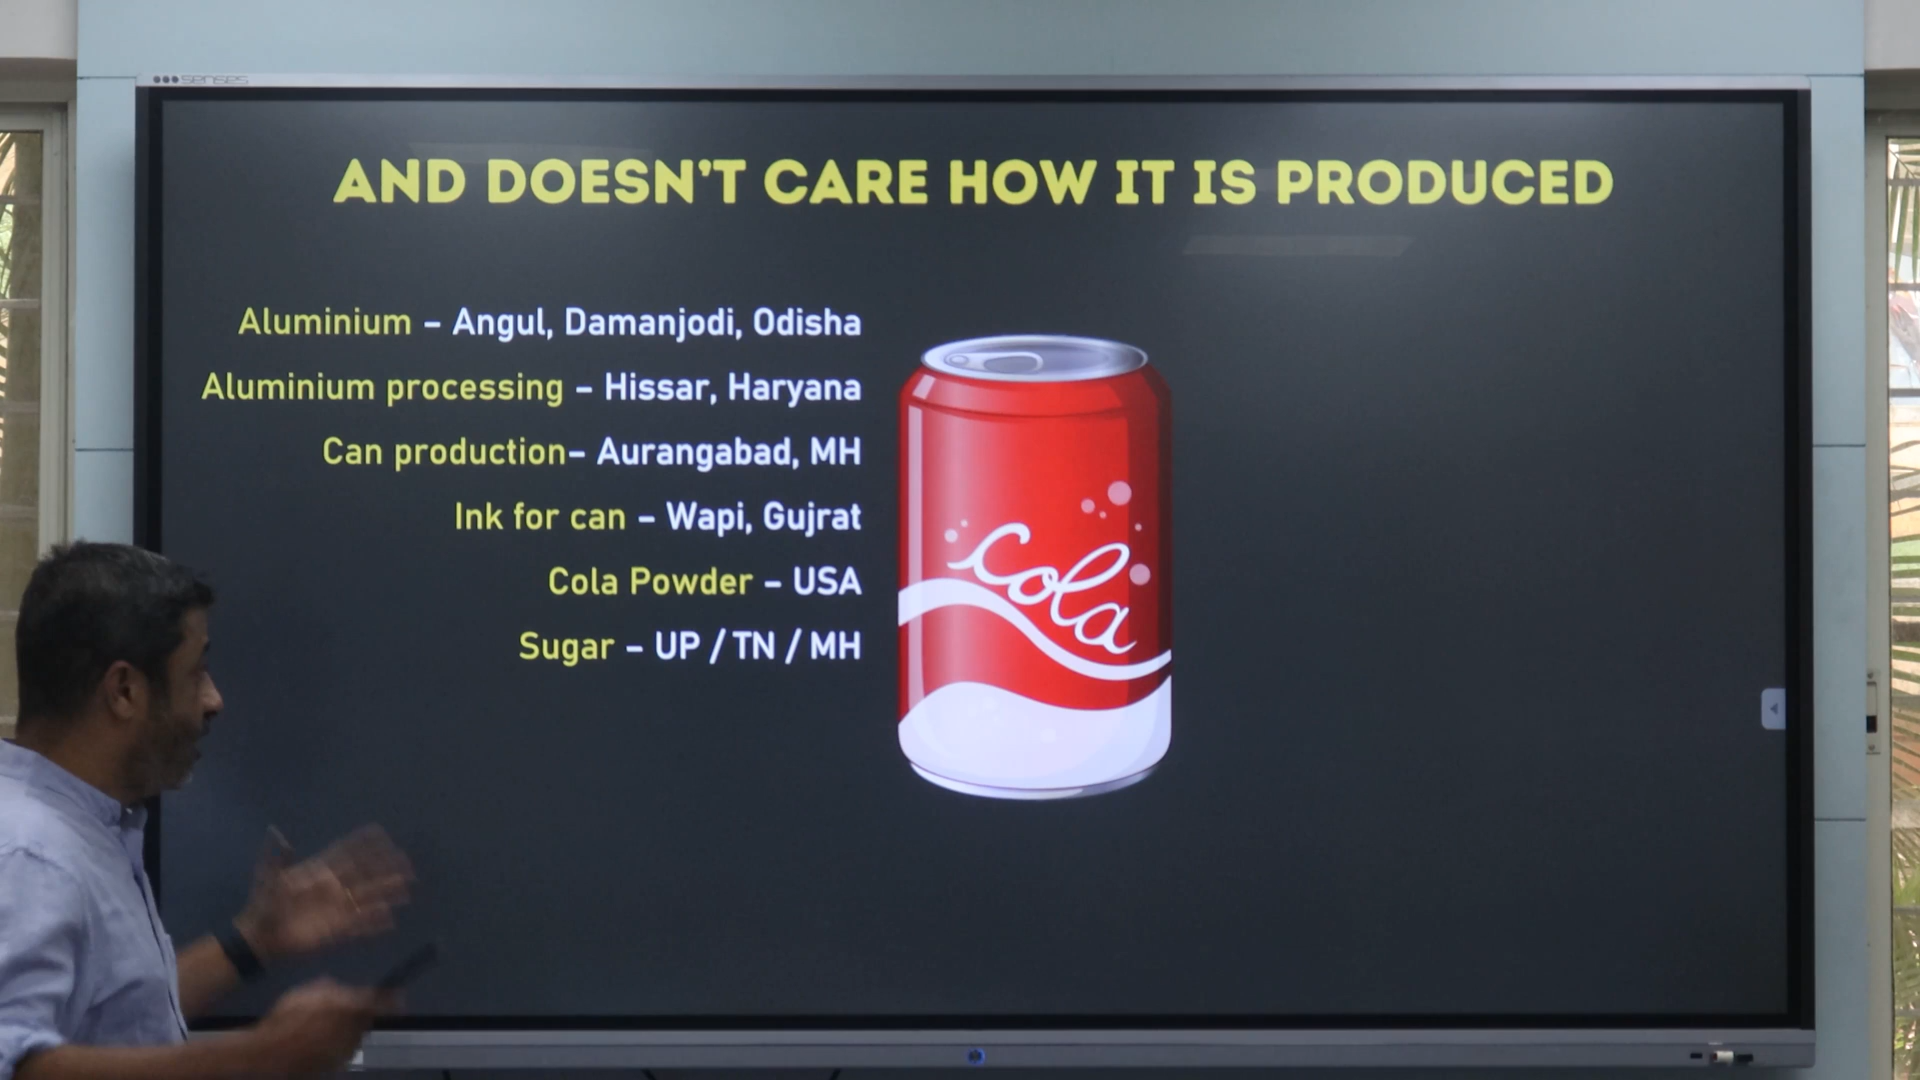 senses
AND DOESN'T CARE HOW IT IS PRODUCED
Aluminium – Angul, Damanjodi, Odisha
Aluminium processing – Hissar, Haryana
Can production– Aurangabad, MH
Ink for can – Wapi, Gujrat
Cola Powder – USA
Sugar – UP / TN / MH
cola